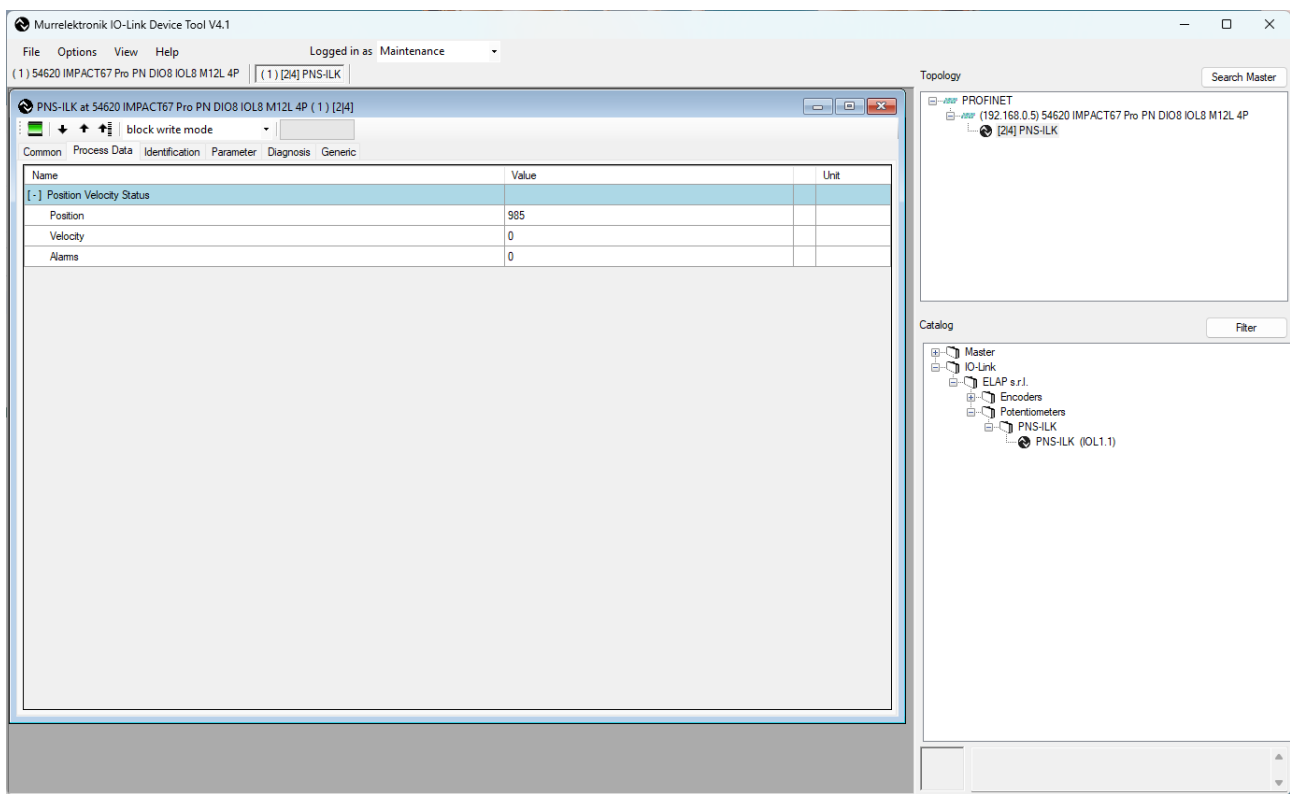 Murrelektronik IO-Link Device Tool V4.1
File Options View Help Logged in as Maintenance
( 1 ) 54620 IMPACT67 Pro PN DIO8 IOL8 M12L 4P ( 1 ) [2|4] PNS-ILK
PNS-ILK at 54620 IMPACT67 Pro PN DIO8 IOL8 M12L 4P ( 1 ) [2|4]
block write mode
Common Process Data Identification Parameter Diagnosis Generic
Name Value Unit
[ - ] Position Velocity Status
Position 985
Velocity 0
Alarms 0
Topology Search Master
PROFINET
(192.168.0.5) 54620 IMPACT67 Pro PN DIO8 IOL8 M12L 4P
[2|4] PNS-ILK
Catalog Filter
Master
IO-Link
ELAP s.r.l.
Encoders
Potentiometers
PNS-ILK
PNS-ILK (IOL1.1)